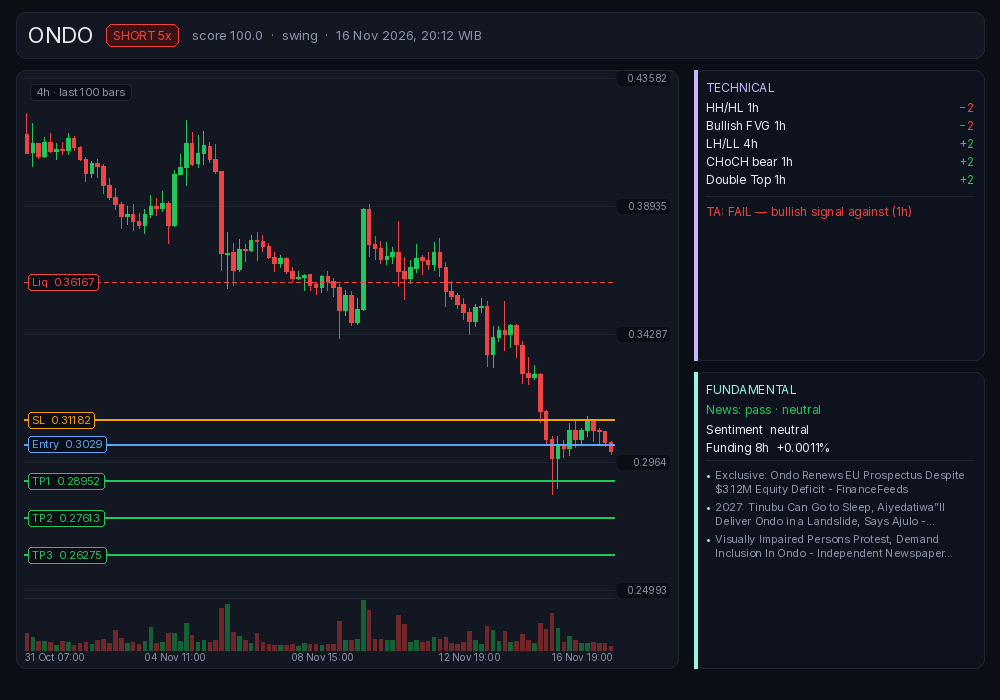 ONDO SHORT 5x score 100.0 · swing · 16 Nov 2026, 20:12 WIB
4h · last 100 bars
0.43582
0.38935
Liq 0.36167
0.34287
SL 0.31182
Entry 0.3029
0.2964
TP1 0.28952
TP2 0.27613
TP3 0.26275
0.24993
31 Oct 07:00 04 Nov 11:00 08 Nov 15:00 12 Nov 19:00 16 Nov 19:00
TECHNICAL
HH/HL 1h −2
Bullish FVG 1h −2
LH/LL 4h +2
CHoCH bear 1h +2
Double Top 1h +2
TA: FAIL — bullish signal against (1h)
FUNDAMENTAL
News: pass · neutral
Sentiment neutral
Funding 8h +0.0011%
• Exclusive: Ondo Renews EU Prospectus Despite
$3.12M Equity Deficit - FinanceFeeds
• 2027: Tinubu Can Go to Sleep, Aiyedatiwa"ll
Deliver Ondo in a Landslide, Says Ajulo -...
• Visually Impaired Persons Protest, Demand
Inclusion In Ondo - Independent Newspaper...